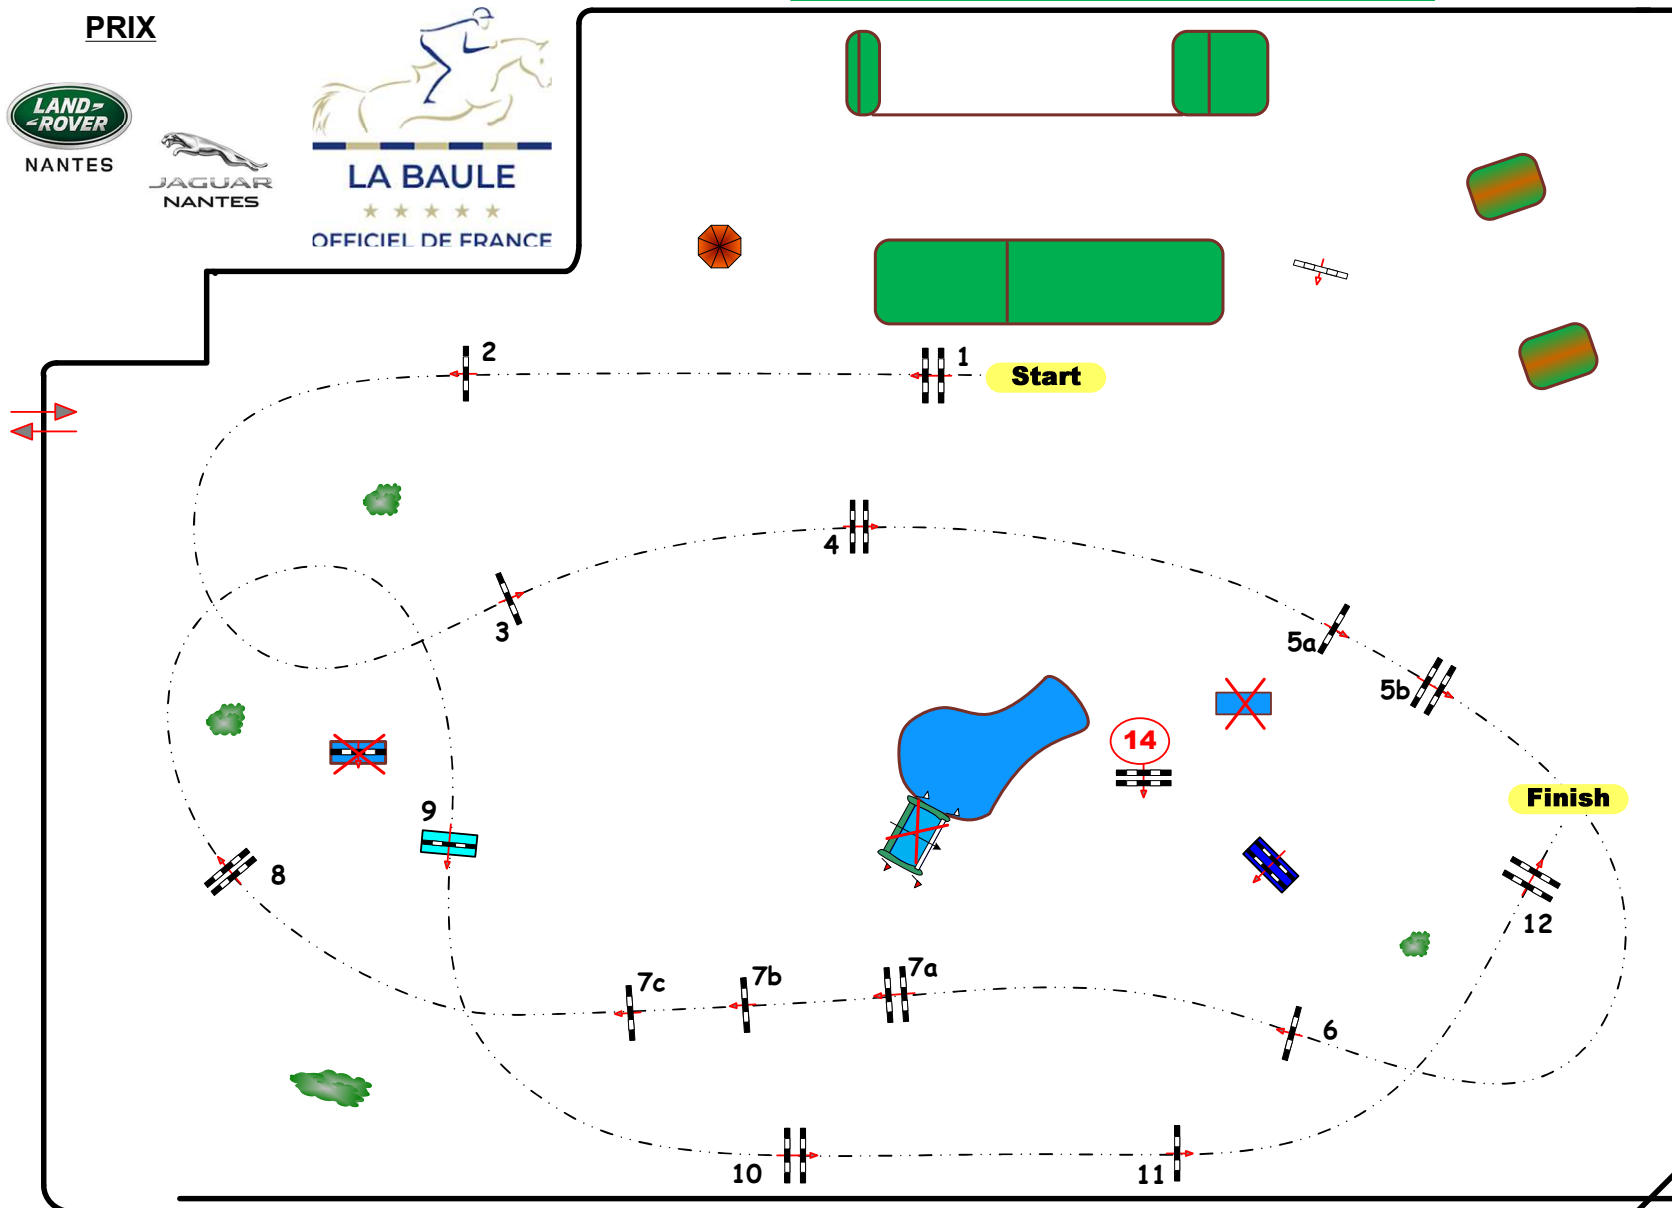 PRIX
LAND-
-ROVER
NANTES
JAGUAR
NANTES
LA BAULE
OFFICIEL DE FRANCE
2
1
Start
4
3
5a
5b
14
Finish
9
8
12
7c
7b
7a
6
10
11